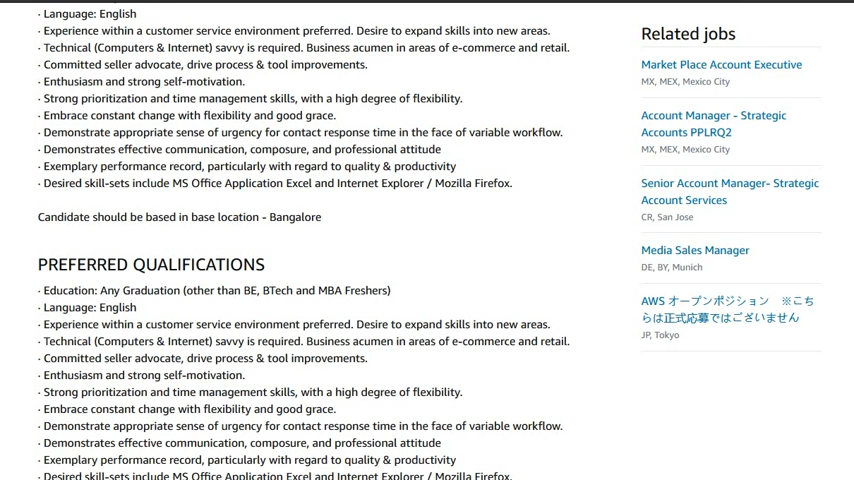 · Language: English
· Experience within a customer service environment preferred. Desire to expand skills into new areas.
· Technical (Computers & Internet) savvy is required. Business acumen in areas of e-commerce and retail.
· Committed seller advocate, drive process & tool improvements.
· Enthusiasm and strong self-motivation.
· Strong prioritization and time management skills, with a high degree of flexibility.
· Embrace constant change with flexibility and good grace.
· Demonstrate appropriate sense of urgency for contact response time in the face of variable workflow.
· Demonstrates effective communication, composure, and professional attitude
· Exemplary performance record, particularly with regard to quality & productivity
· Desired skill-sets include MS Office Application Excel and Internet Explorer / Mozilla Firefox.
Candidate should be based in base location - Bangalore
PREFERRED QUALIFICATIONS
· Education: Any Graduation (other than BE, BTech and MBA Freshers)
· Language: English
· Experience within a customer service environment preferred. Desire to expand skills into new areas.
· Technical (Computers & Internet) savvy is required. Business acumen in areas of e-commerce and retail.
· Committed seller advocate, drive process & tool improvements.
· Enthusiasm and strong self-motivation.
· Strong prioritization and time management skills, with a high degree of flexibility.
· Embrace constant change with flexibility and good grace.
· Demonstrate appropriate sense of urgency for contact response time in the face of variable workflow.
· Demonstrates effective communication, composure, and professional attitude
· Exemplary performance record, particularly with regard to quality & productivity
· Desired skill-sets include MS Office Application Excel and Internet Explorer / Mozilla Firefox.
Related jobs
Market Place Account Executive
MX, MEX, Mexico City
Account Manager - Strategic
Accounts PPLRQ2
MX, MEX, Mexico City
Senior Account Manager- Strategic
Account Services
CR, San Jose
Media Sales Manager
DE, BY, Munich
AWS オープンポジション　※こち
らは正式応募ではございません
JP, Tokyo